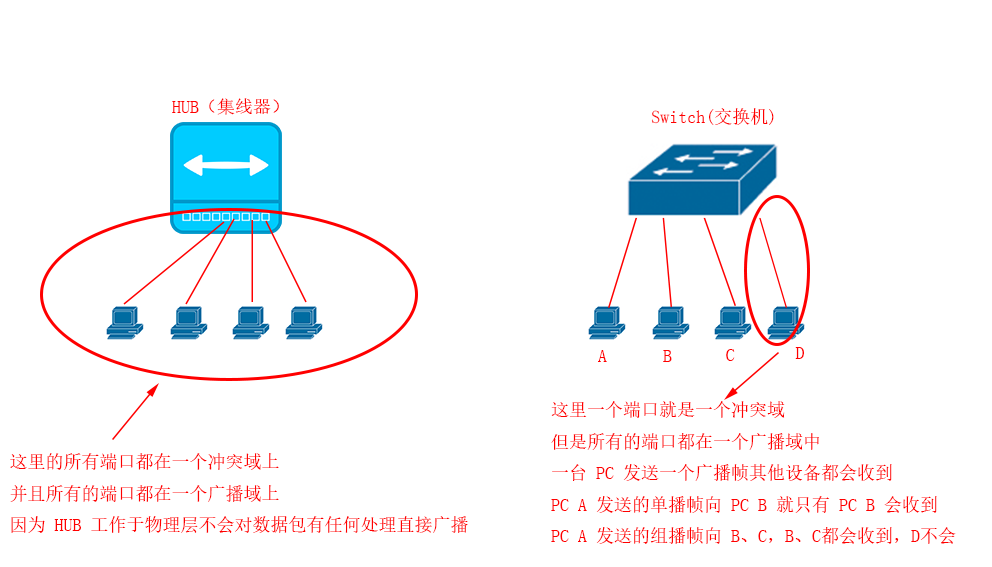 HUB（集线器）
这里的所有端口都在一个冲突域上
并且所有的端口都在一个广播域上
因为 HUB 工作于物理层不会对数据包有任何处理直接广播
Switch(交换机)
A
B
C
D
这里一个端口就是一个冲突域
但是所有的端口都在一个广播域中
一台 PC 发送一个广播帧其他设备都会收到
PC A 发送的单播帧向 PC B 就只有 PC B 会收到
PC A 发送的组播帧向 B、C，B、C都会收到，D不会